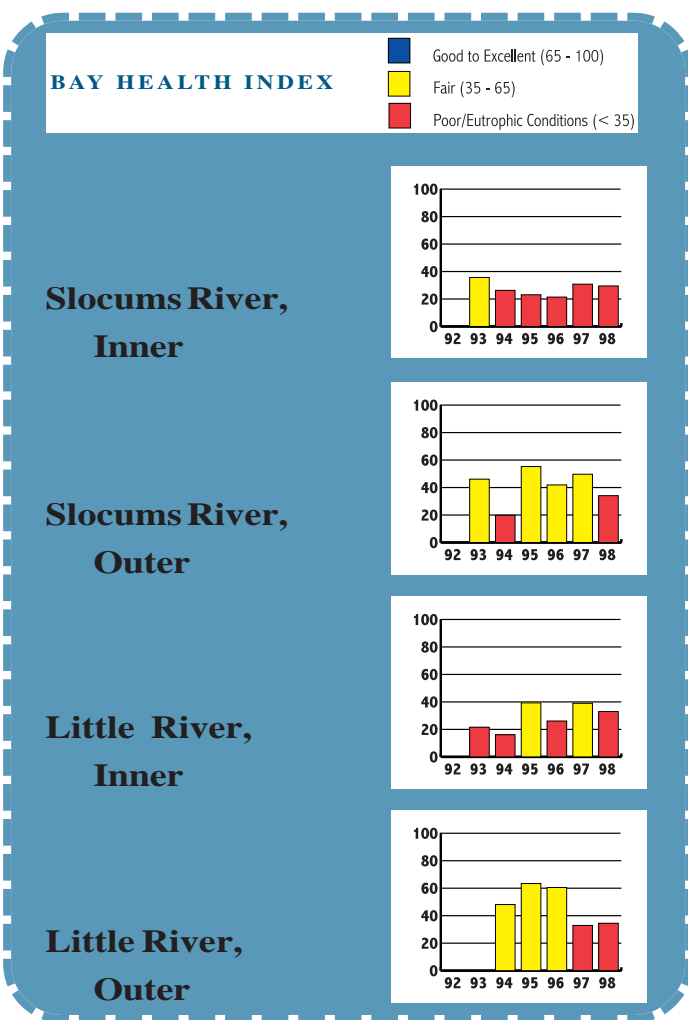 BAY HEALTH INDEX
Good to Excellent (65 - 100)
Fair (35 - 65)
Poor/Eutrophic Conditions (< 35)
Slocums River,
Inner
100
80
60
40
20
0
92 93 94 95 96 97 98
Slocums River,
Outer
100
80
60
40
20
0
92 93 94 95 96 97 98
Little River,
Inner
100
80
60
40
20
0
92 93 94 95 96 97 98
Little River,
Outer
100
80
60
40
20
0
92 93 94 95 96 97 98